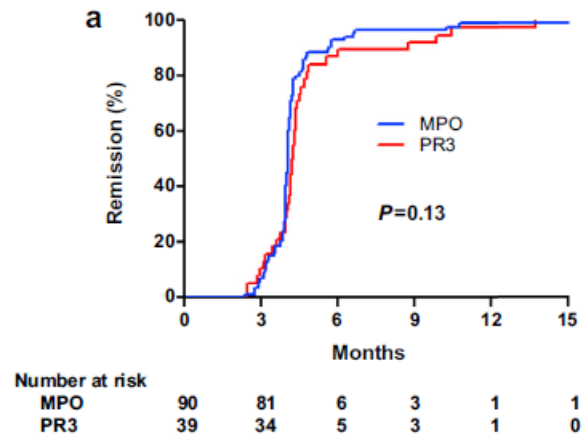 a
100
80
60
40
20
0
Remission (%)
MPO
PR3
P=0.13
0 3 6 9 12 15
Months
Number at risk
MPO 90 81 6 3 1 1
PR3 39 34 5 3 1 0